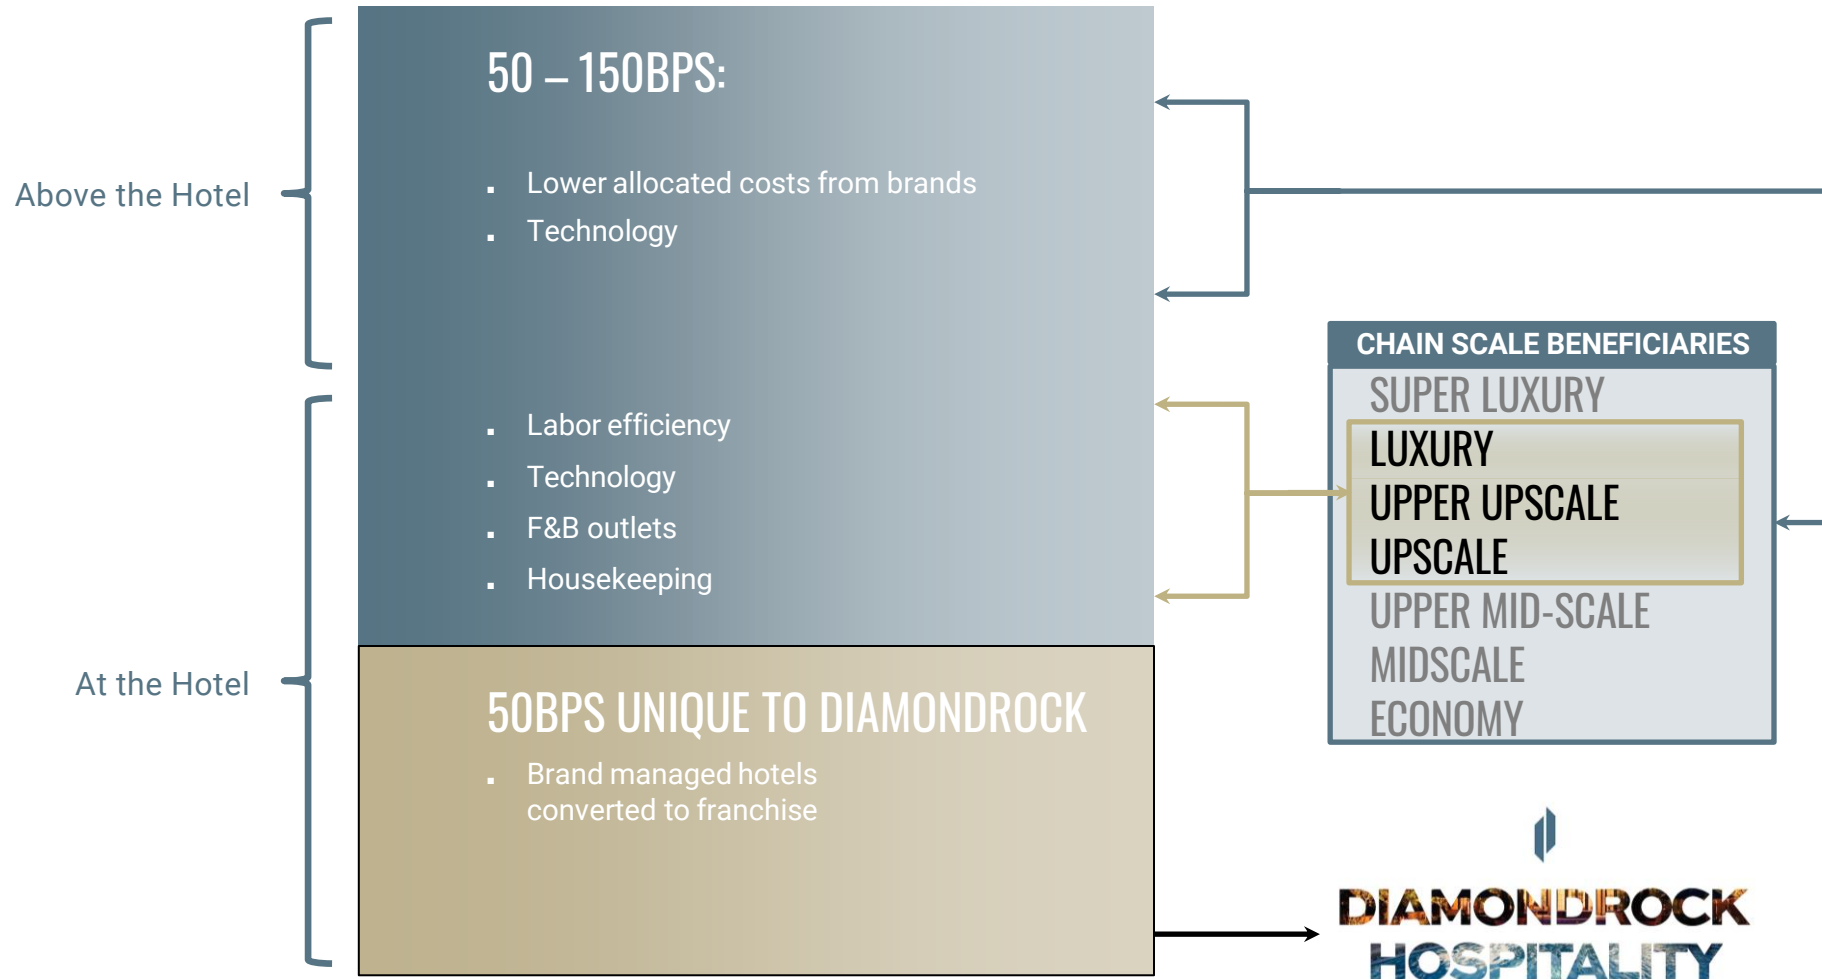 50 – 150BPS:
Above the Hotel
▪ Lower allocated costs from brands
▪ Technology
▪ Labor efficiency
▪ Technology
▪ F&B outlets
▪ Housekeeping
At the Hotel
50BPS UNIQUE TO DIAMONDROCK
▪ Brand managed hotels
converted to franchise
CHAIN SCALE BENEFICIARIES
SUPER LUXURY
LUXURY
UPPER UPSCALE
UPSCALE
UPPER MID-SCALE
MIDSCALE
ECONOMY
DIAMONDROCK
HOSPITALITY